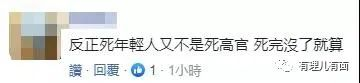 反正死年輕人又不是死高官 死完沒了就算
讚 · 回覆 · 1 · 1小時
有理儿有面